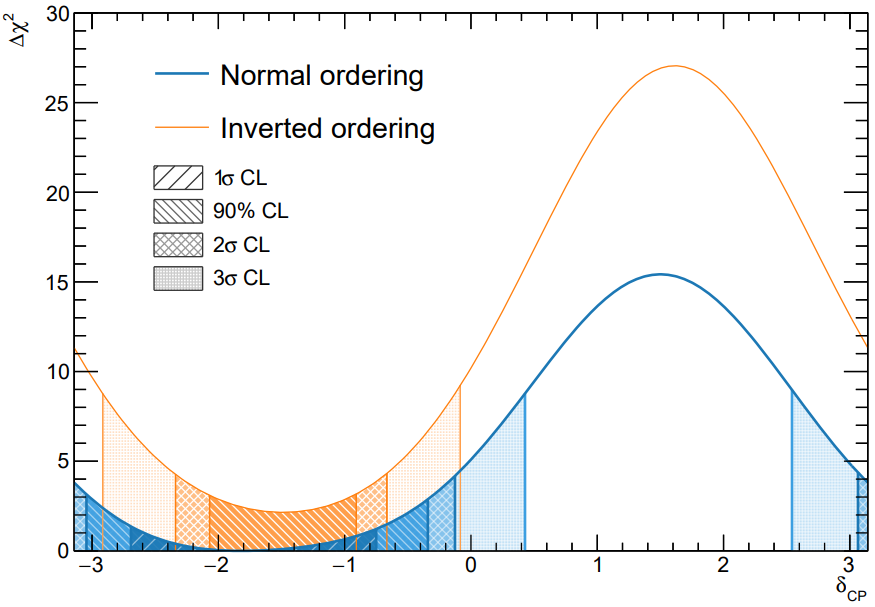 Δχ²
30
25
20
15
10
5
0
Normal ordering
Inverted ordering
1σ CL
90% CL
2σ CL
3σ CL
−3 −2 −1 0 1 2 3
δCP